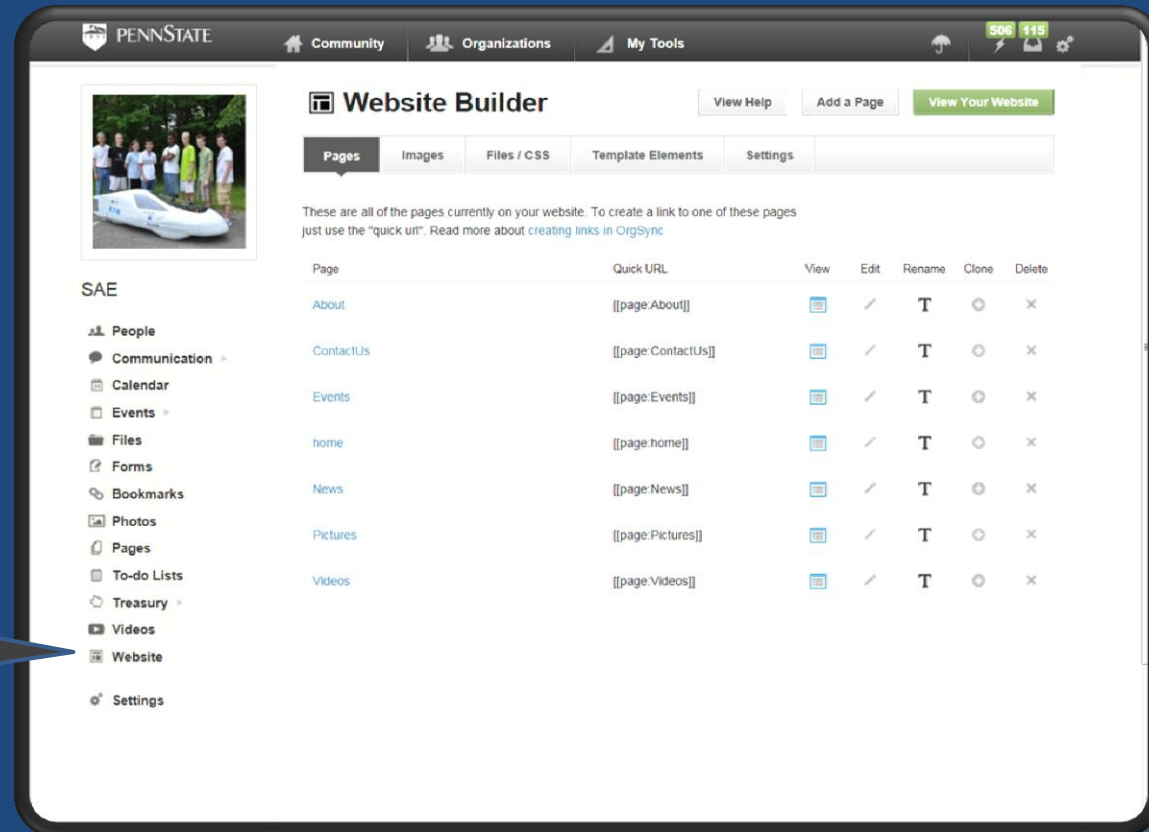 PENNSTATE
Community
Organizations
My Tools
506
115
Website Builder
View Help
Add a Page
View Your Website
Pages
Images
Files / CSS
Template Elements
Settings
These are all of the pages currently on your website. To create a link to one of these pages
just use the "quick url". Read more about creating links in OrgSync
Page Quick URL View Edit Rename Clone Delete
About [[page:About]] T
ContactUs [[page:ContactUs]] T
Events [[page:Events]] T
home [[page:home]] T
News [[page:News]] T
Pictures [[page:Pictures]] T
Videos [[page:Videos]] T
SAE
People
Communication
Calendar
Events
Files
Forms
Bookmarks
Photos
Pages
To-do Lists
Treasury
Videos
Website
Settings